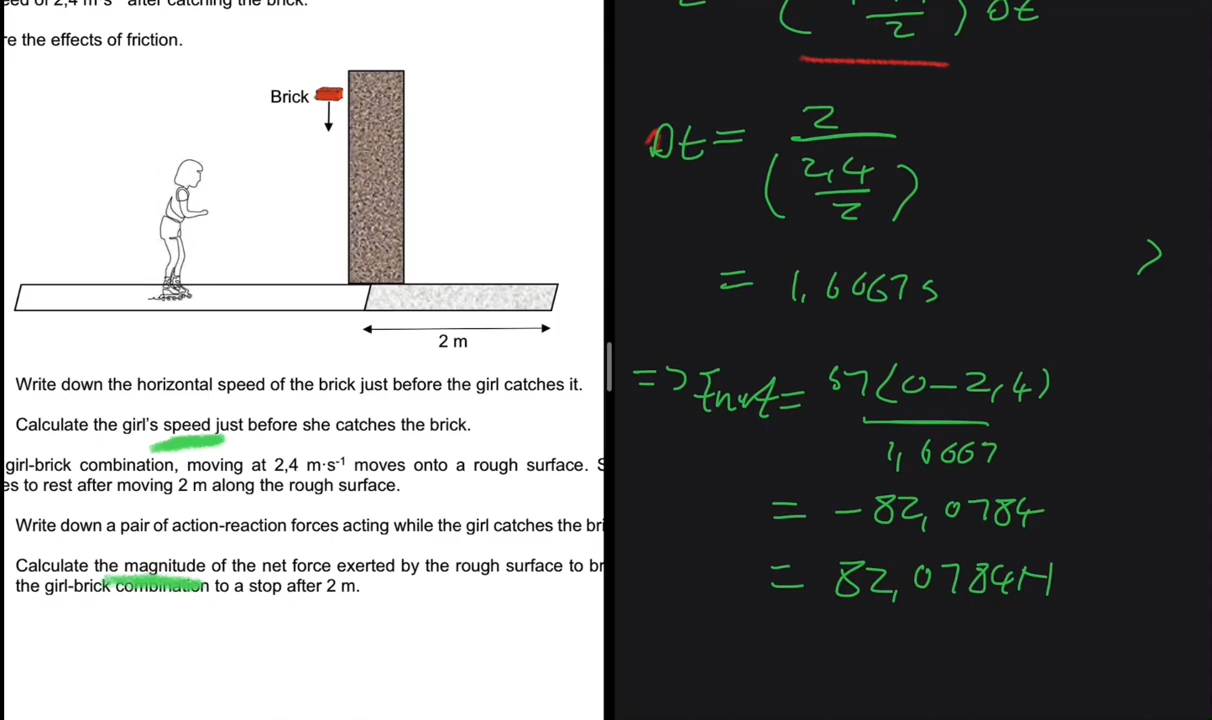 after catching the brick.
re the effects of friction.
Brick
2 m
Write down the horizontal speed of the brick just before the girl catches it.
Calculate the girl's speed just before she catches the brick.
girl-brick combination, moving at 2,4 m·s-1 moves onto a rough surface. S
es to rest after moving 2 m along the rough surface.
Write down a pair of action-reaction forces acting while the girl catches the bri
Calculate the magnitude of the net force exerted by the rough surface to br
the girl-brick combination to a stop after 2 m.
2 ) Δt
Δt = 2
( 2,4
2 )
= 1,6667 s
=> Fnet = 57(0-2,4)
1,6667
= -82,0784
= 82,0784N